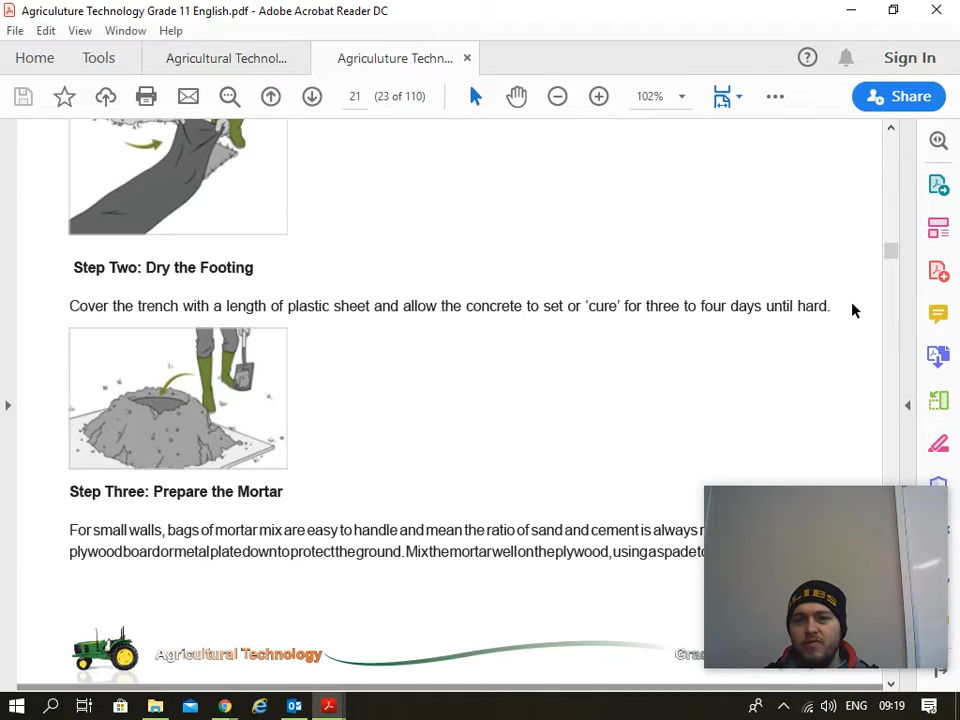 Agriculuture Technology Grade 11 English.pdf - Adobe Acrobat Reader DC
File Edit View Window Help
Home Tools Agricultural Technol... Agriculuture Techn... ×
? Sign In
21 (23 of 110) 102% Share
Step Two: Dry the Footing
Cover the trench with a length of plastic sheet and allow the concrete to set or ‘cure’ for three to four days until hard.
Step Three: Prepare the Mortar
For small walls, bags of mortar mix are easy to handle and mean the ratio of sand and cement is always
plywood board or metal plate down to protect the ground. Mix the mortar well on the plywood, using a spade
LIBS
Agricultural Technology
ENG 09:19